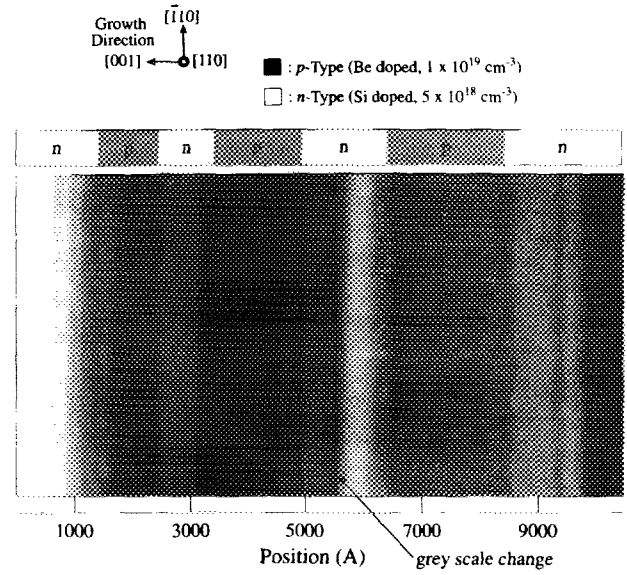 [1̄10]
Growth
Direction
[001]
[110]
: p-Type (Be doped, 1 x 10¹⁹ cm⁻³)
: n-Type (Si doped, 5 x 10¹⁸ cm⁻³)
n n n n
1000 3000 5000 7000 9000
Position (A)
grey scale change